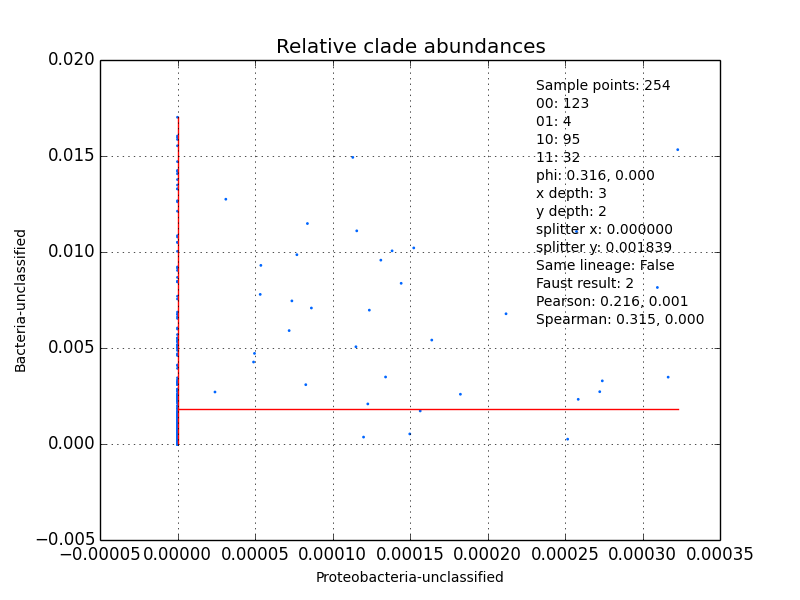 Relative clade abundances
0.020
0.015
0.010
0.005
0.000
−0.005
Bacteria-unclassified
Sample points: 254
00: 123
01: 4
10: 95
11: 32
phi: 0.316, 0.000
x depth: 3
y depth: 2
splitter x: 0.000000
splitter y: 0.001839
Same lineage: False
Faust result: 2
Pearson: 0.216, 0.001
Spearman: 0.315, 0.000
−0.00005 0.00000 0.00005 0.00010 0.00015 0.00020 0.00025 0.00030 0.00035
Proteobacteria-unclassified